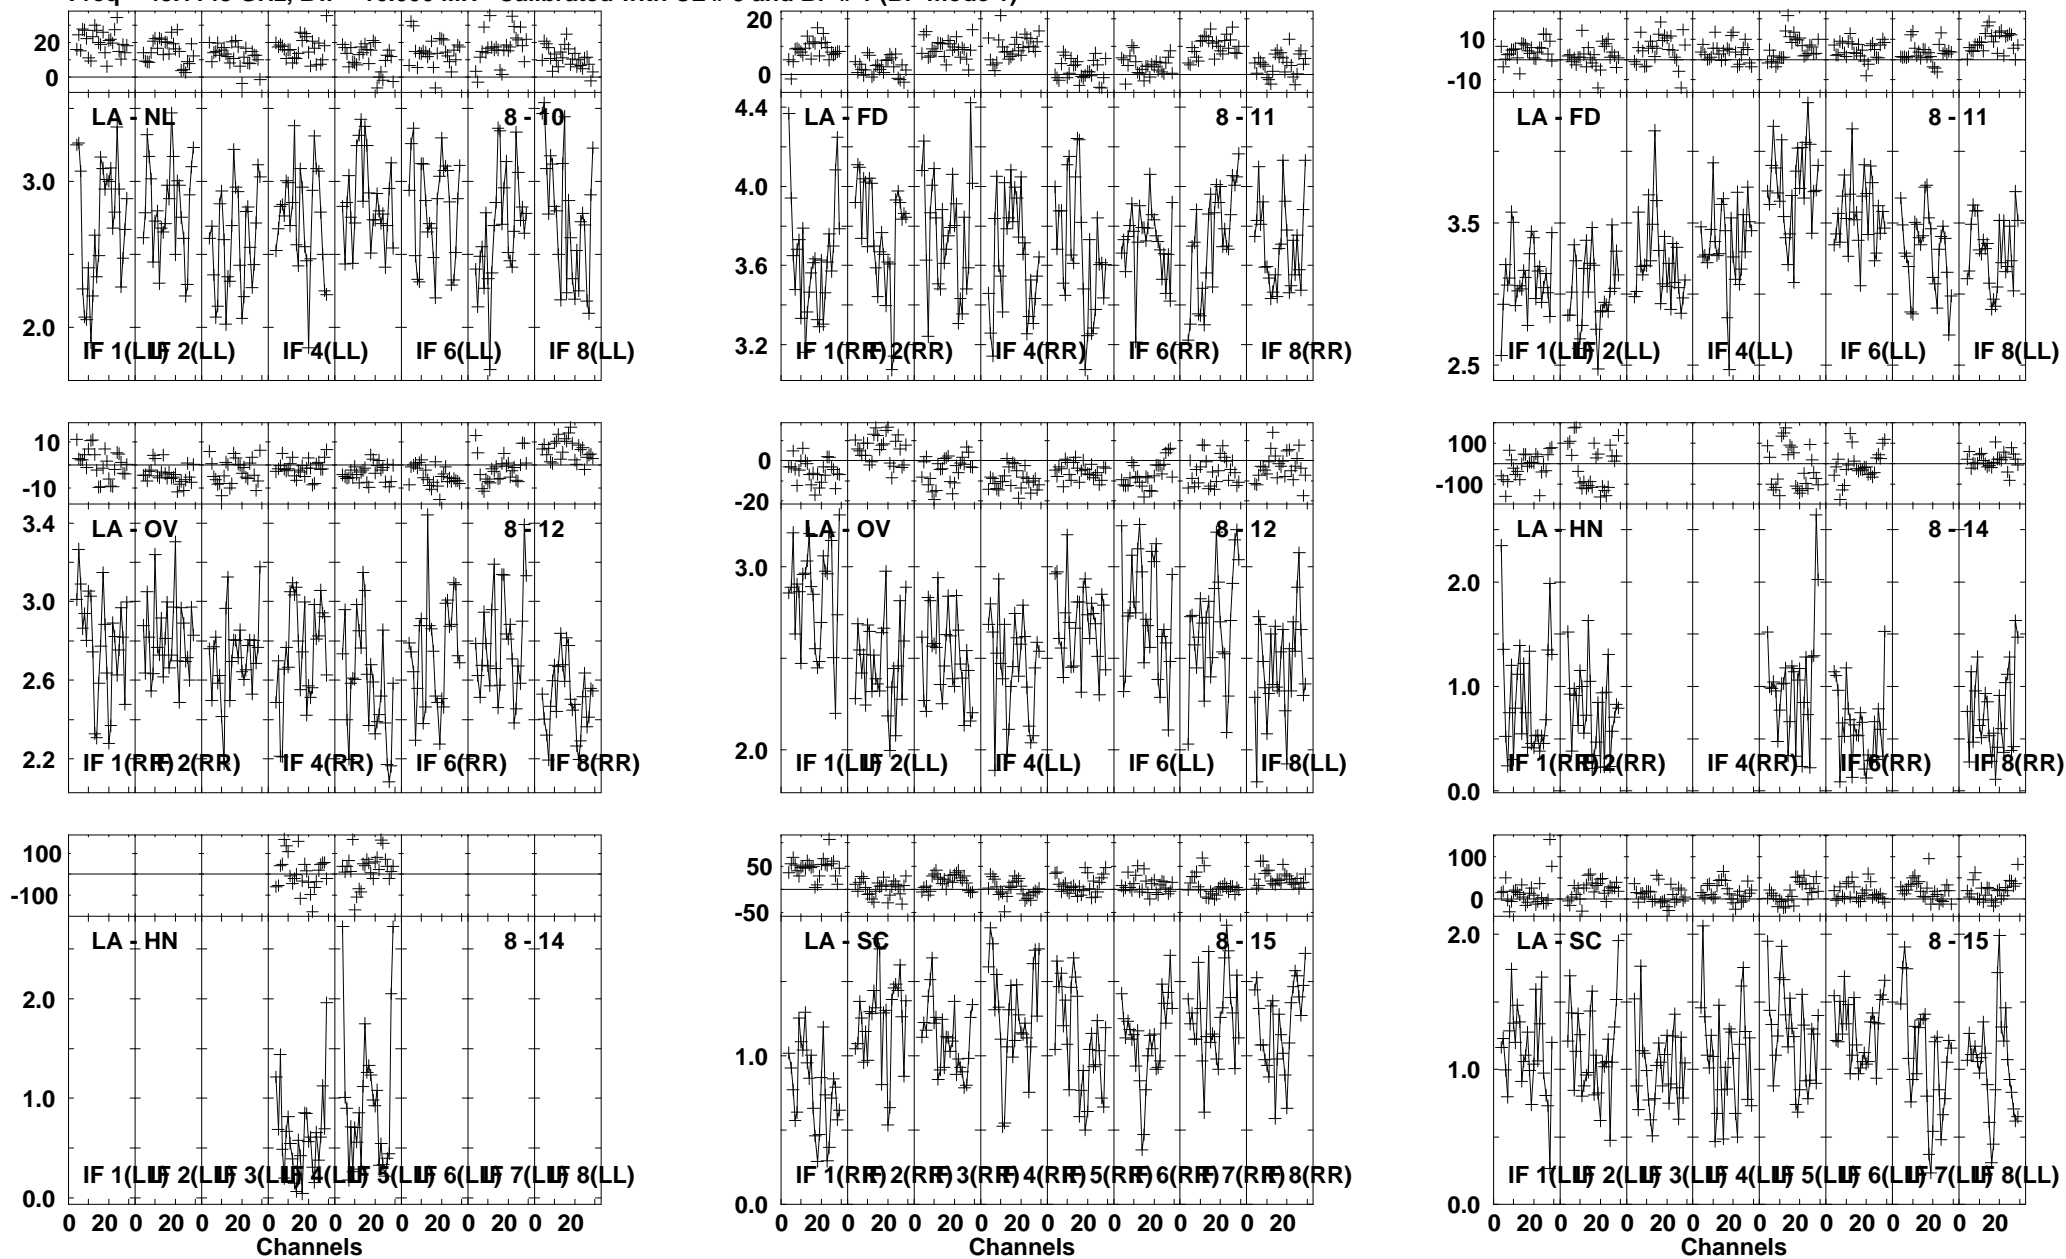 20
0
LA - NL 8 - 10
3.0
2.0
IF 1(LL) IF 2(LL) IF 4(LL) IF 6(LL) IF 8(LL)
20
0
4.4
LA - FD 8 - 11
4.0
3.6
3.2
IF 1(RR) IF 2(RR) IF 4(RR) IF 6(RR) IF 8(RR)
10
-10
LA - FD 8 - 11
3.5
2.5
IF 1(LL) IF 2(LL) IF 4(LL) IF 6(LL) IF 8(LL)
10
-10
3.4
LA - OV 8 - 12
3.0
2.6
2.2
IF 1(RR) IF 2(RR) IF 4(RR) IF 6(RR) IF 8(RR)
0
-20
LA - OV 8 - 12
3.0
2.0
IF 1(LL) IF 2(LL) IF 4(LL) IF 6(LL) IF 8(LL)
100
-100
LA - HN 8 - 14
2.0
1.0
IF 1(RR) IF 2(RR) IF 4(RR) IF 6(RR) IF 8(RR)
0.0
100
-100
LA - HN 8 - 14
2.0
1.0
IF 1(LL) IF 2(LL) IF 3(LL) IF 4(LL) IF 5(LL) IF 6(LL) IF 7(LL) IF 8(LL)
0.0
0 20 0 20 0 20 0 20 0 20 0 20 0 20 0 20
Channels
50
-50
LA - SC 8 - 15
1.0
IF 1(RR) IF 2(RR) IF 3(RR) IF 4(RR) IF 5(RR) IF 6(RR) IF 7(RR) IF 8(RR)
0.0
0 20 0 20 0 20 0 20 0 20 0 20 0 20 0 20
Channels
100
0
2.0
LA - SC 8 - 15
1.0
IF 1(LL) IF 2(LL) IF 3(LL) IF 4(LL) IF 5(LL) IF 6(LL) IF 7(LL) IF 8(LL)
0.0
0 20 0 20 0 20 0 20 0 20 0 20 0 20 0 20
Channels